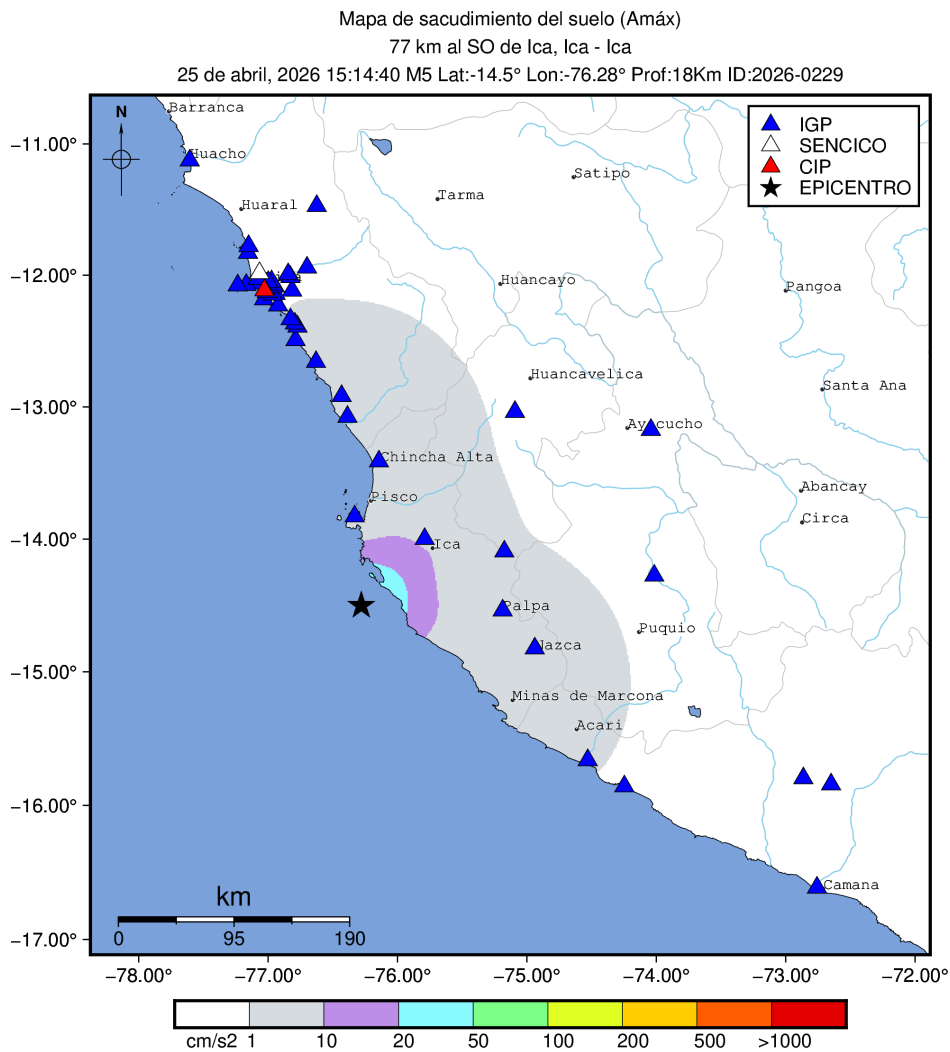 Mapa de sacudimiento del suelo (Amáx)
77 km al SO de Ica, Ica - Ica
25 de abril, 2026 15:14:40 M5 Lat:-14.5° Lon:-76.28° Prof:18Km ID:2026-0229
N
IGP
SENCICO
CIP
EPICENTRO
Barranca
−11.00°
Huacho
Satipo
Tarma
Huaral
−12.00°
Huancayo
Pangoa
Huancavelica
Santa Ana
−13.00°
Ayacucho
Chincha Alta
Abancay
Pisco
Circa
−14.00°
Ica
Palpa
Puquio
Nazca
−15.00°
Minas de Marcona
Acari
−16.00°
Camana
km
0 95 190
−17.00°
−78.00° −77.00° −76.00° −75.00° −74.00° −73.00° −72.00°
cm/s2 1 10 20 50 100 200 500 >1000